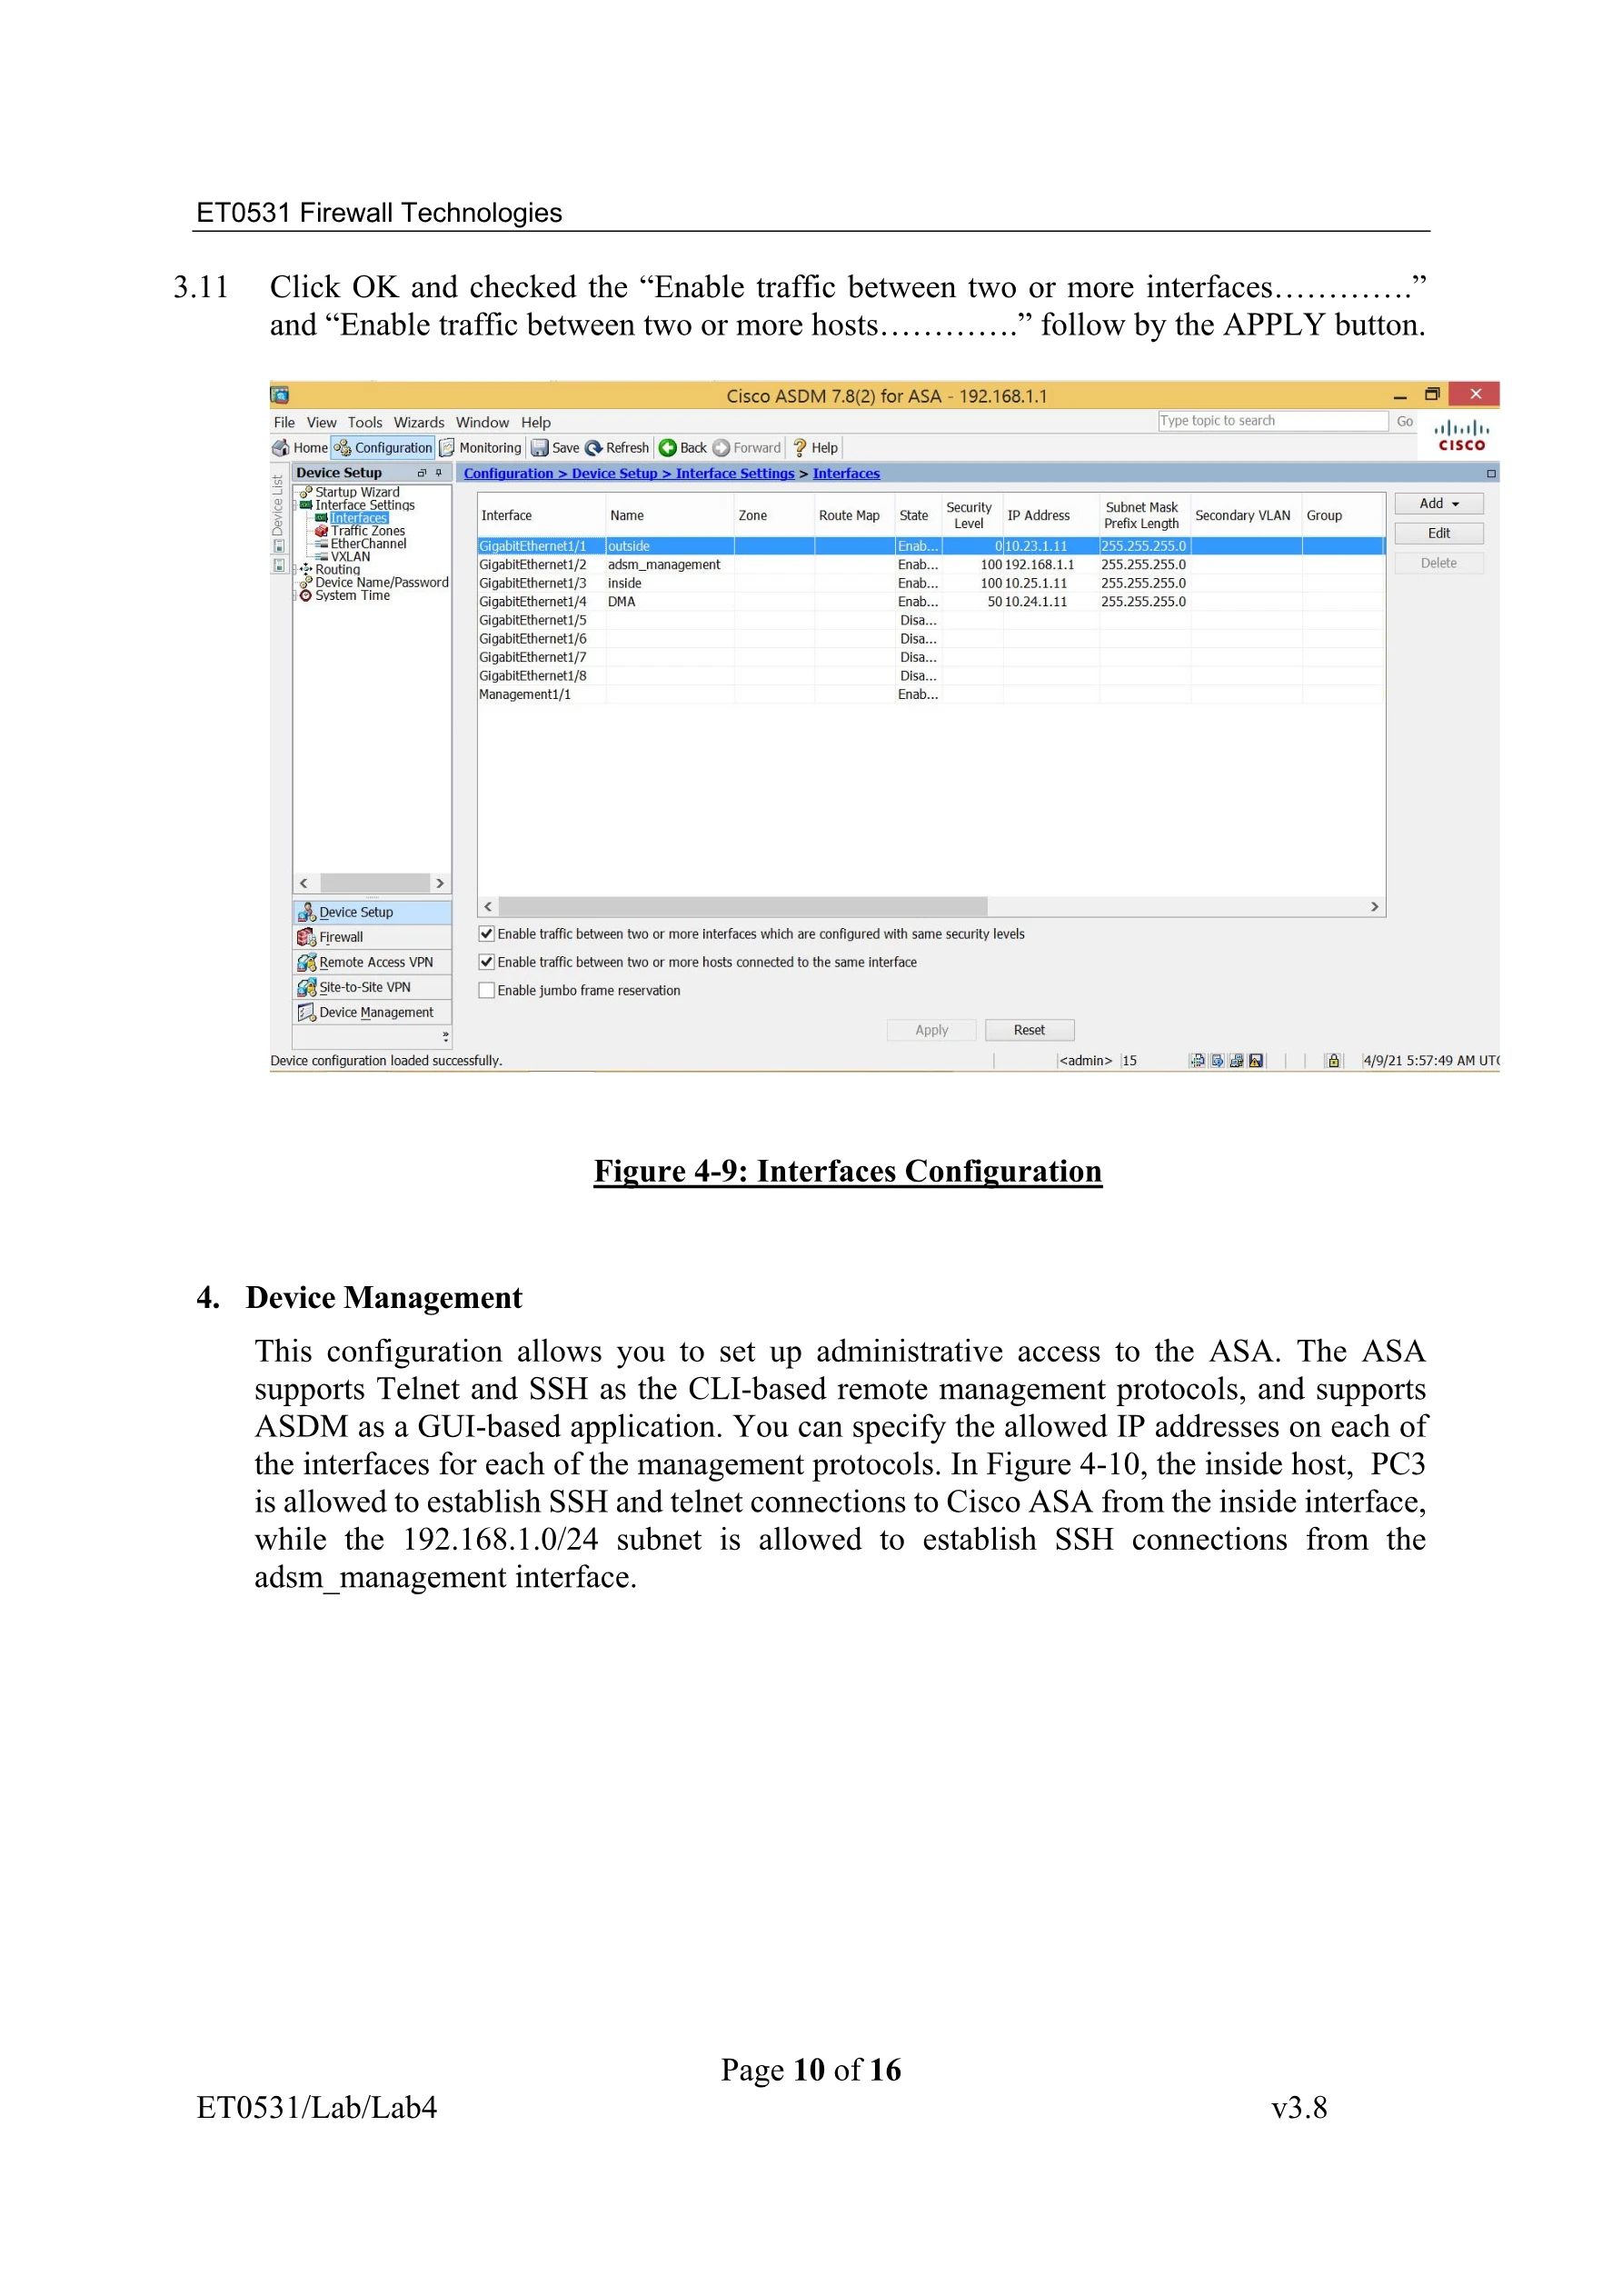 ET0531 Firewall Technologies
3.11 Click OK and checked the “Enable traffic between two or more interfaces………….”
and “Enable traffic between two or more hosts………….” follow by the APPLY button.
Cisco ASDM 7.8(2) for ASA - 192.168.1.1
File View Tools Wizards Window Help
Type topic to search Go
CISCO
Home Configuration Monitoring Save Refresh Back Forward Help
Device List
Device Setup
Configuration > Device Setup > Interface Settings > Interfaces
Startup Wizard
Interface Settings
Interfaces
Traffic Zones
EtherChannel
VXLAN
Routing
Device Name/Password
System Time
Interface Name Zone Route Map State Security Level IP Address Subnet Mask Prefix Length Secondary VLAN Group
GigabitEthernet1/1 outside Enab... 0 10.23.1.11 255.255.255.0
GigabitEthernet1/2 adsm_management Enab... 100 192.168.1.1 255.255.255.0
GigabitEthernet1/3 inside Enab... 100 10.25.1.11 255.255.255.0
GigabitEthernet1/4 DMA Enab... 50 10.24.1.11 255.255.255.0
GigabitEthernet1/5 Disa...
GigabitEthernet1/6 Disa...
GigabitEthernet1/7 Disa...
GigabitEthernet1/8 Disa...
Management1/1 Enab...
Add
Edit
Delete
Device Setup
Firewall
Remote Access VPN
Site-to-Site VPN
Device Management
Enable traffic between two or more interfaces which are configured with same security levels
Enable traffic between two or more hosts connected to the same interface
Enable jumbo frame reservation
Apply Reset
Device configuration loaded successfully. <admin> 15 4/9/21 5:57:49 AM UTC
Figure 4-9: Interfaces Configuration
4. Device Management
This configuration allows you to set up administrative access to the ASA. The ASA
supports Telnet and SSH as the CLI-based remote management protocols, and supports
ASDM as a GUI-based application. You can specify the allowed IP addresses on each of
the interfaces for each of the management protocols. In Figure 4-10, the inside host, PC3
is allowed to establish SSH and telnet connections to Cisco ASA from the inside interface,
while the 192.168.1.0/24 subnet is allowed to establish SSH connections from the
adsm_management interface.
Page 10 of 16
ET0531/Lab/Lab4 v3.8